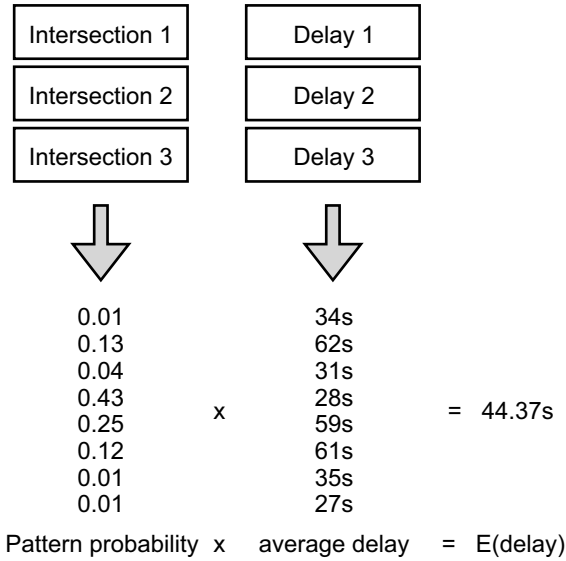 Intersection 1 Delay 1
Intersection 2 Delay 2
Intersection 3 Delay 3
0.01 34s
0.13 62s
0.04 31s
0.43 28s
x = 44.37s
0.25 59s
0.12 61s
0.01 35s
0.01 27s
Pattern probability x average delay = E(delay)